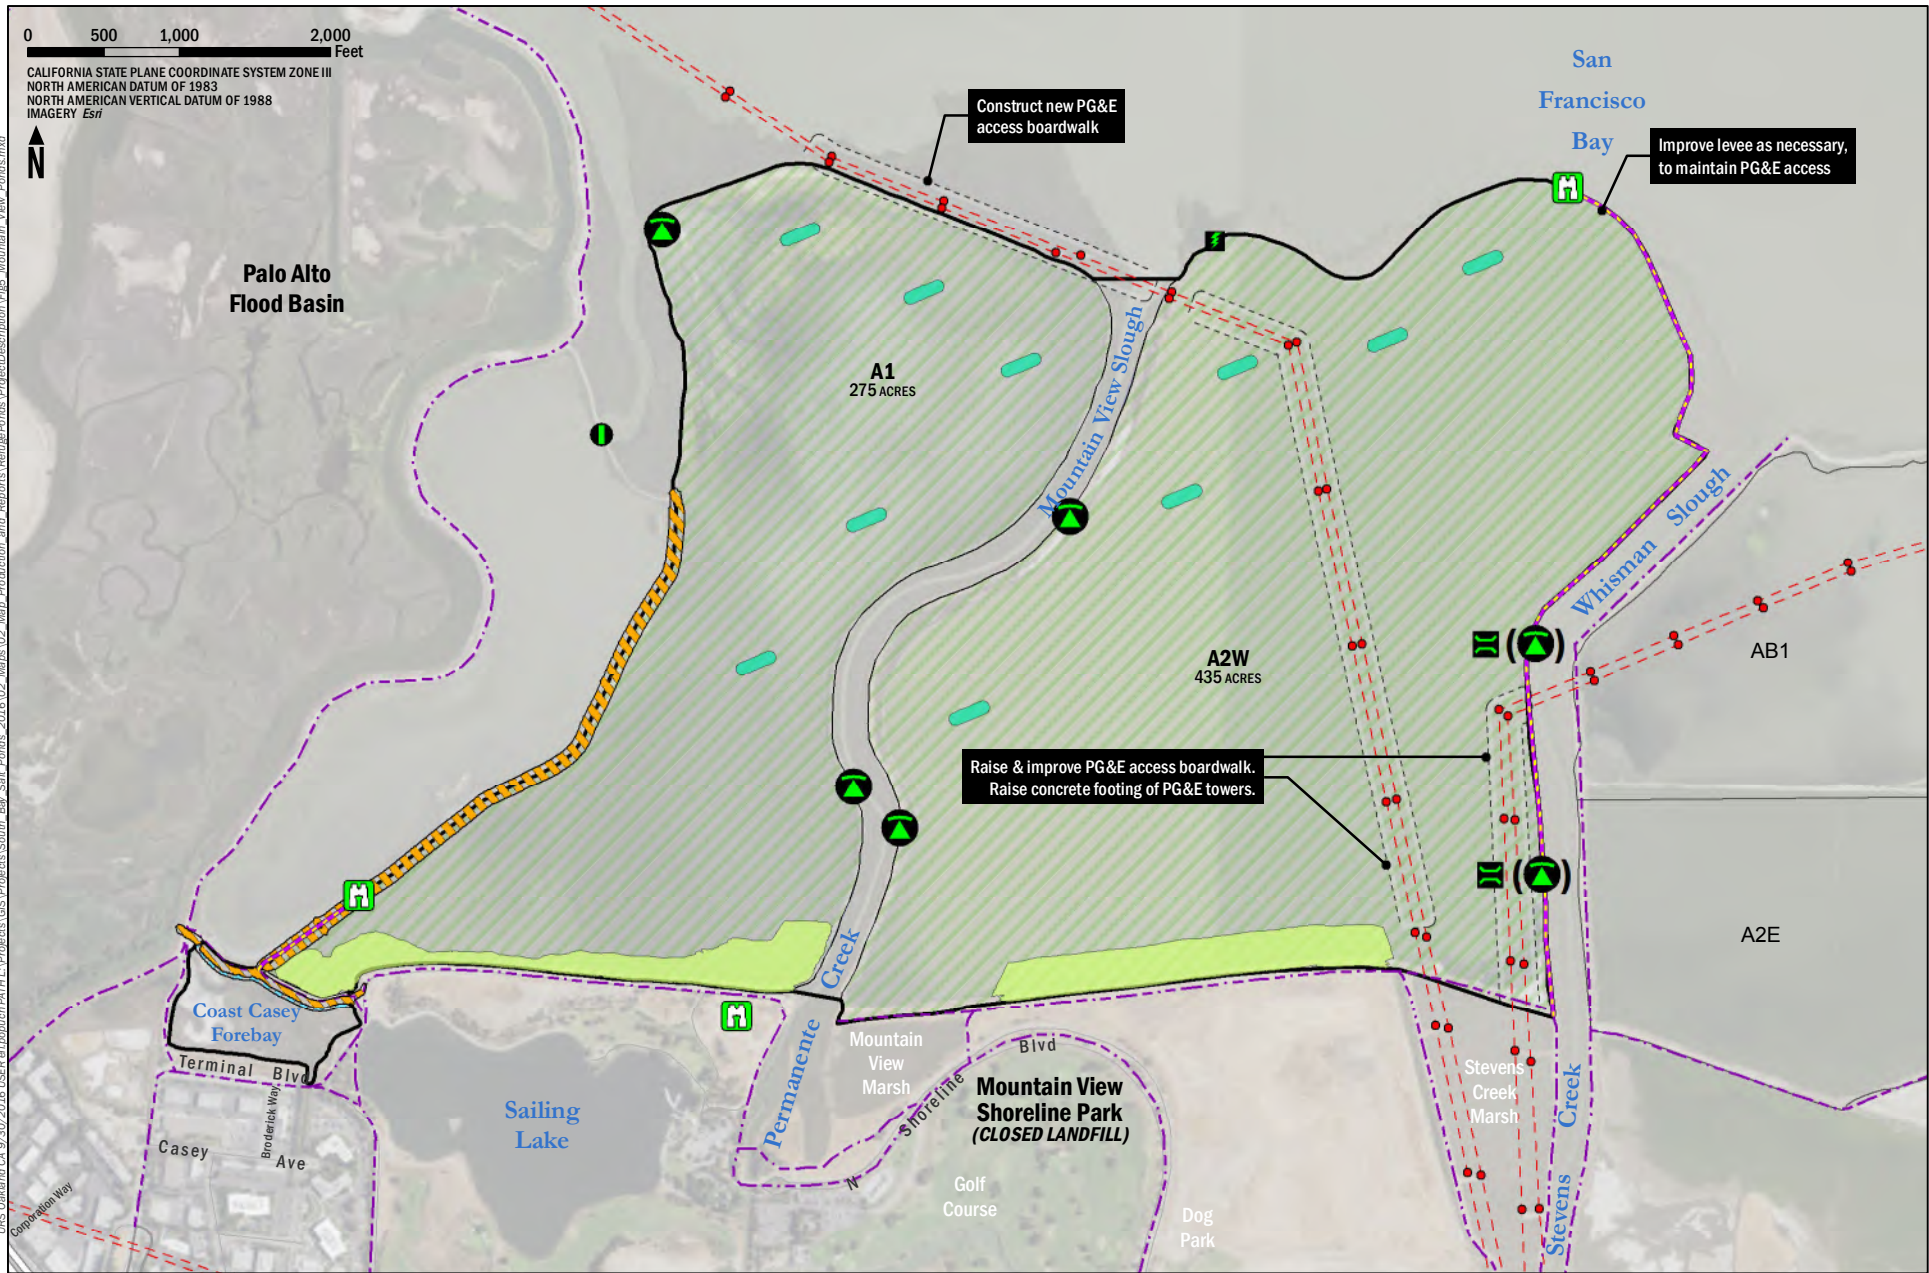 0 500 1,000 2,000
Feet
CALIFORNIA STATE PLANE COORDINATE SYSTEM ZONE III
NORTH AMERICAN DATUM OF 1983
NORTH AMERICAN VERTICAL DATUM OF 1988
IMAGERY Esri
N
Construct new PG&E
access boardwalk
San
Francisco
Bay
Improve levee as necessary,
to maintain PG&E access
Palo Alto
Flood Basin
A1
275 ACRES
Mountain View Slough
Whisman Slough
A2W
435 ACRES
AB1
Raise & improve PG&E access boardwalk.
Raise concrete footing of PG&E towers.
A2E
Coast Casey
Forebay
Terminal Blvd
Broderick Way
Casey Ave
Corporation Way
Sailing
Lake
Permanente Creek
Mountain
View
Marsh
N Shoreline Blvd
Mountain View
Shoreline Park
(CLOSED LANDFILL)
Golf
Course
Dog
Park
Stevens
Creek
Marsh
Stevens Creek